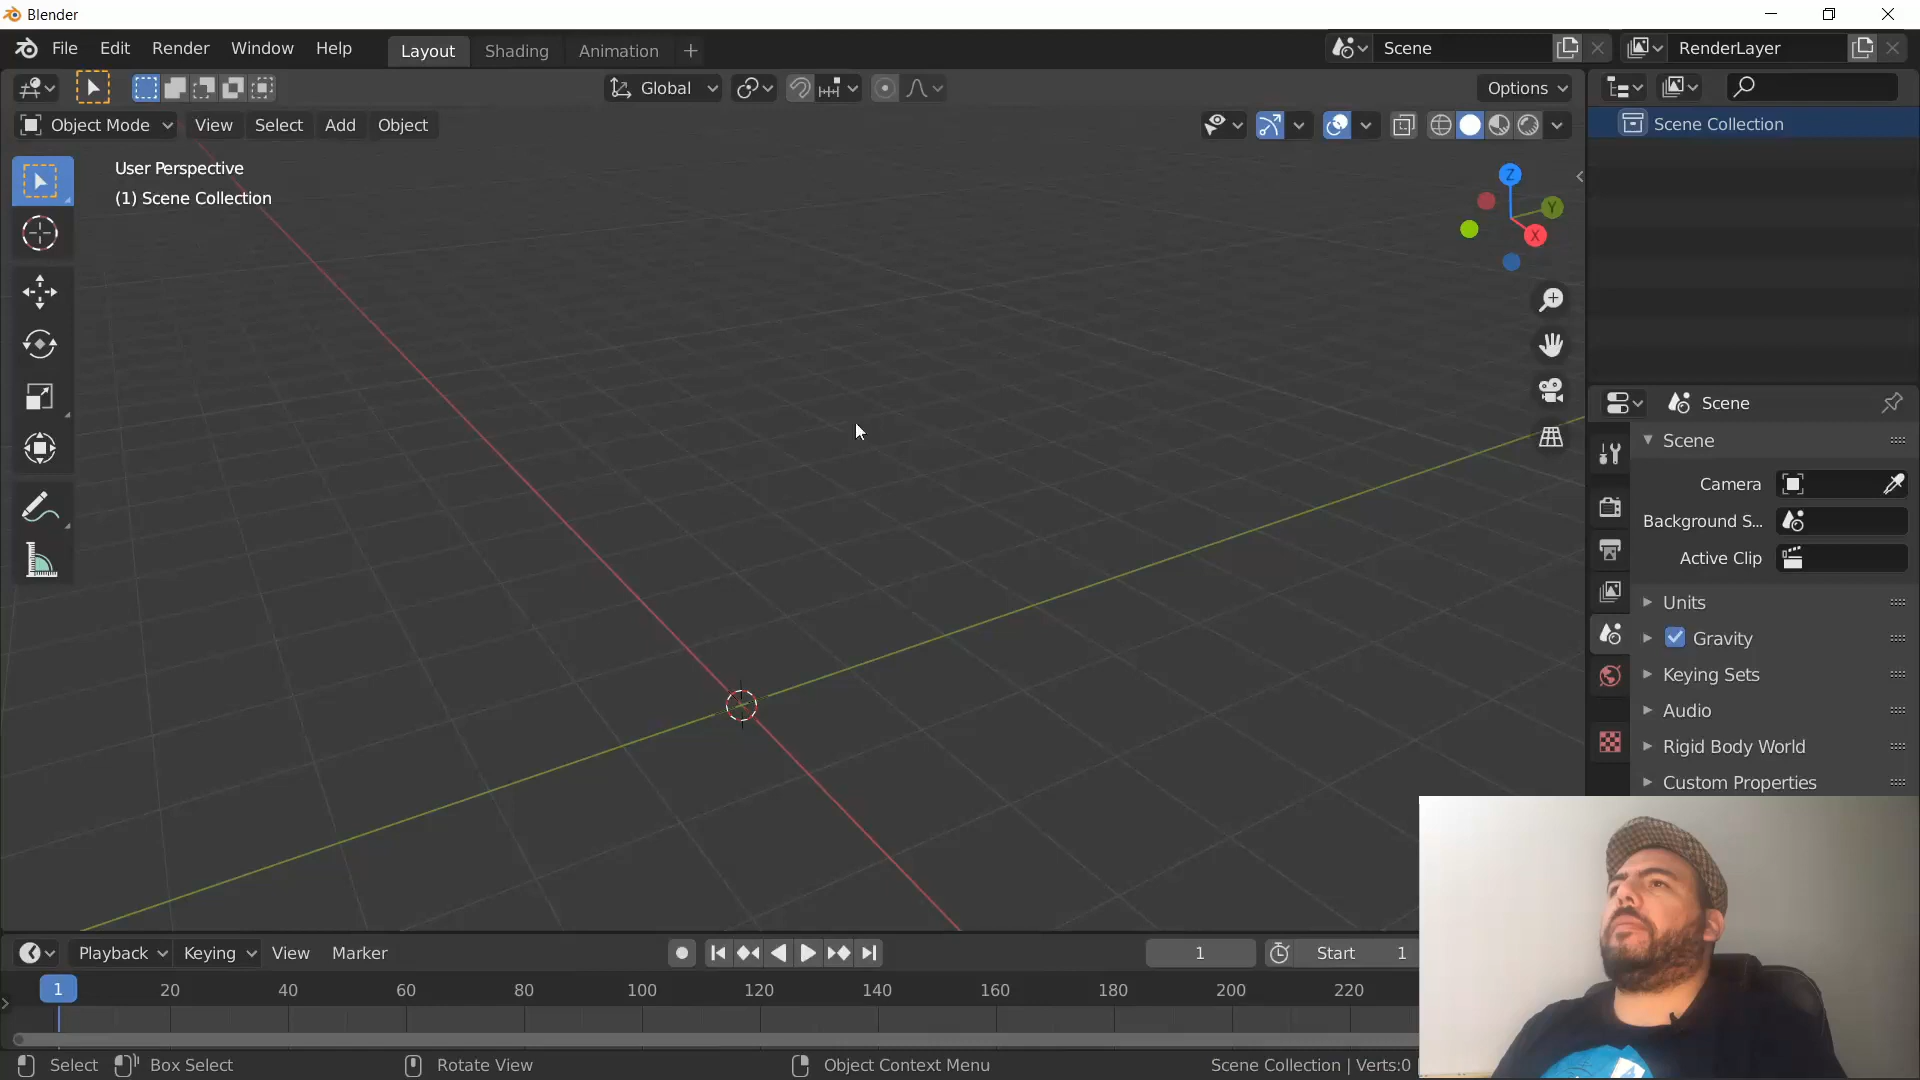 Blender
File Edit Render Window Help Layout Shading Animation + Scene RenderLayer
Global Options
Object Mode View Select Add Object
User Perspective
(1) Scene Collection
Z
Y
X
Scene Collection
Scene
Scene
Camera
Background S...
Active Clip
Units
Gravity
Keying Sets
Audio
Rigid Body World
Custom Properties
Playback Keying View Marker 1 Start 1
1 20 40 60 80 100 120 140 160 180 200 220
Select Box Select Rotate View Object Context Menu Scene Collection | Verts:0